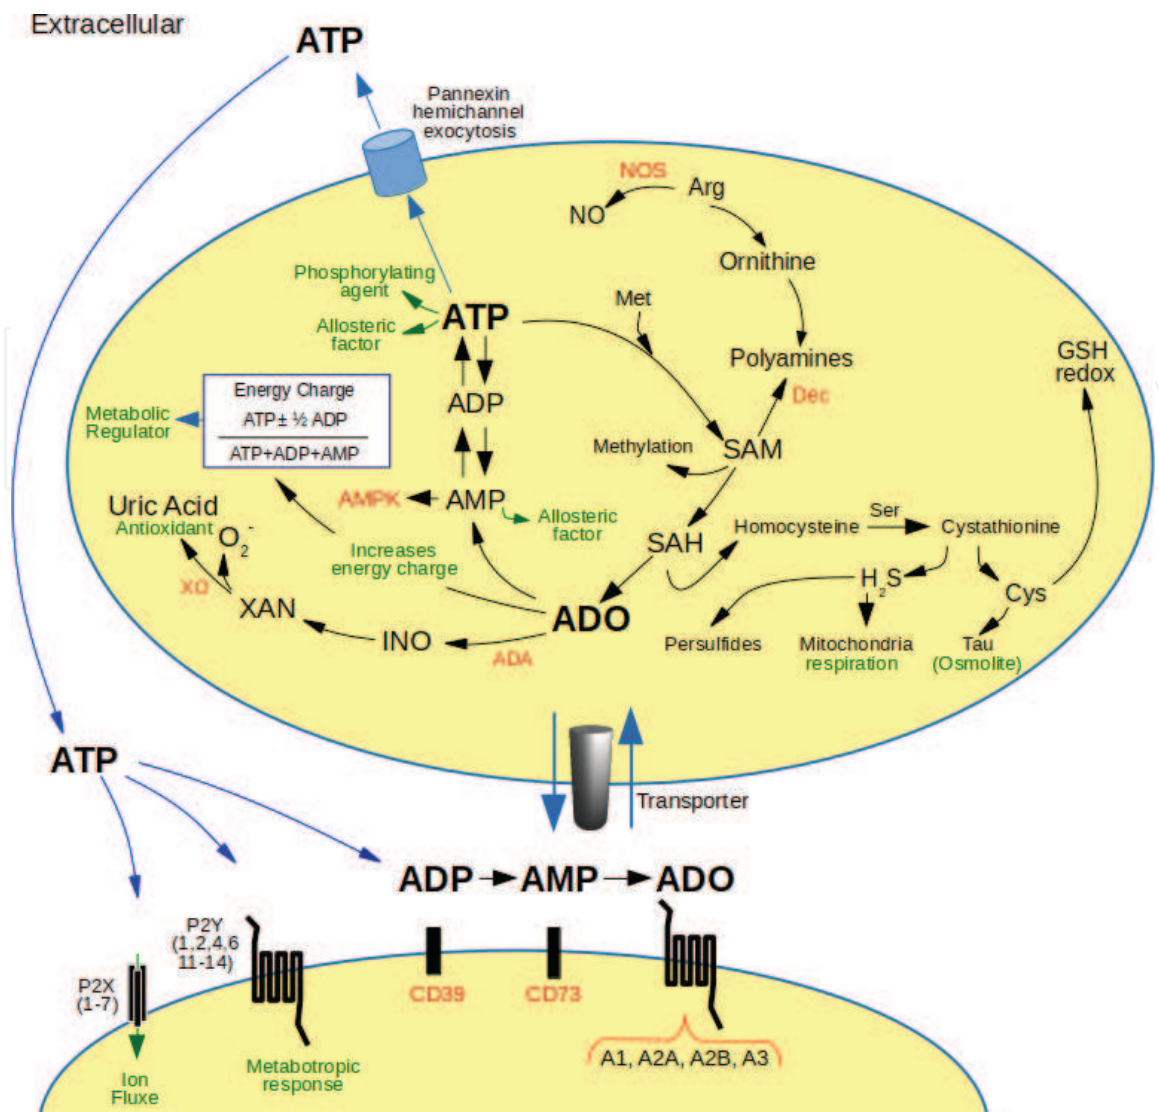 Extracellular
ATP
Pannexin
hemichannel
exocytosis
NOS
Arg
NO
Ornithine
Phosphorylating
agent
ATP
Allosteric
factor
Met
Polyamines
Dec
GSH
redox
Energy Charge
ATP± ½ ADP
ATP+ADP+AMP
Metabolic
Regulator
ADP
Methylation
SAM
AMPK
AMP
Allosteric
factor
Uric Acid
Antioxidant
O2-
Increases
energy charge
SAH
Homocysteine
Ser
Cystathionine
XO
XAN
H2S
Cys
ADO
INO
ADA
Persulfides
Mitochondria
respiration
Tau
(Osmolite)
ATP
Transporter
ADP
AMP
ADO
P2Y
(1,2,4,6
11-14)
P2X
(1-7)
CD39
CD73
Metabotropic
response
A1, A2A, A2B, A3
Ion
Fluxe